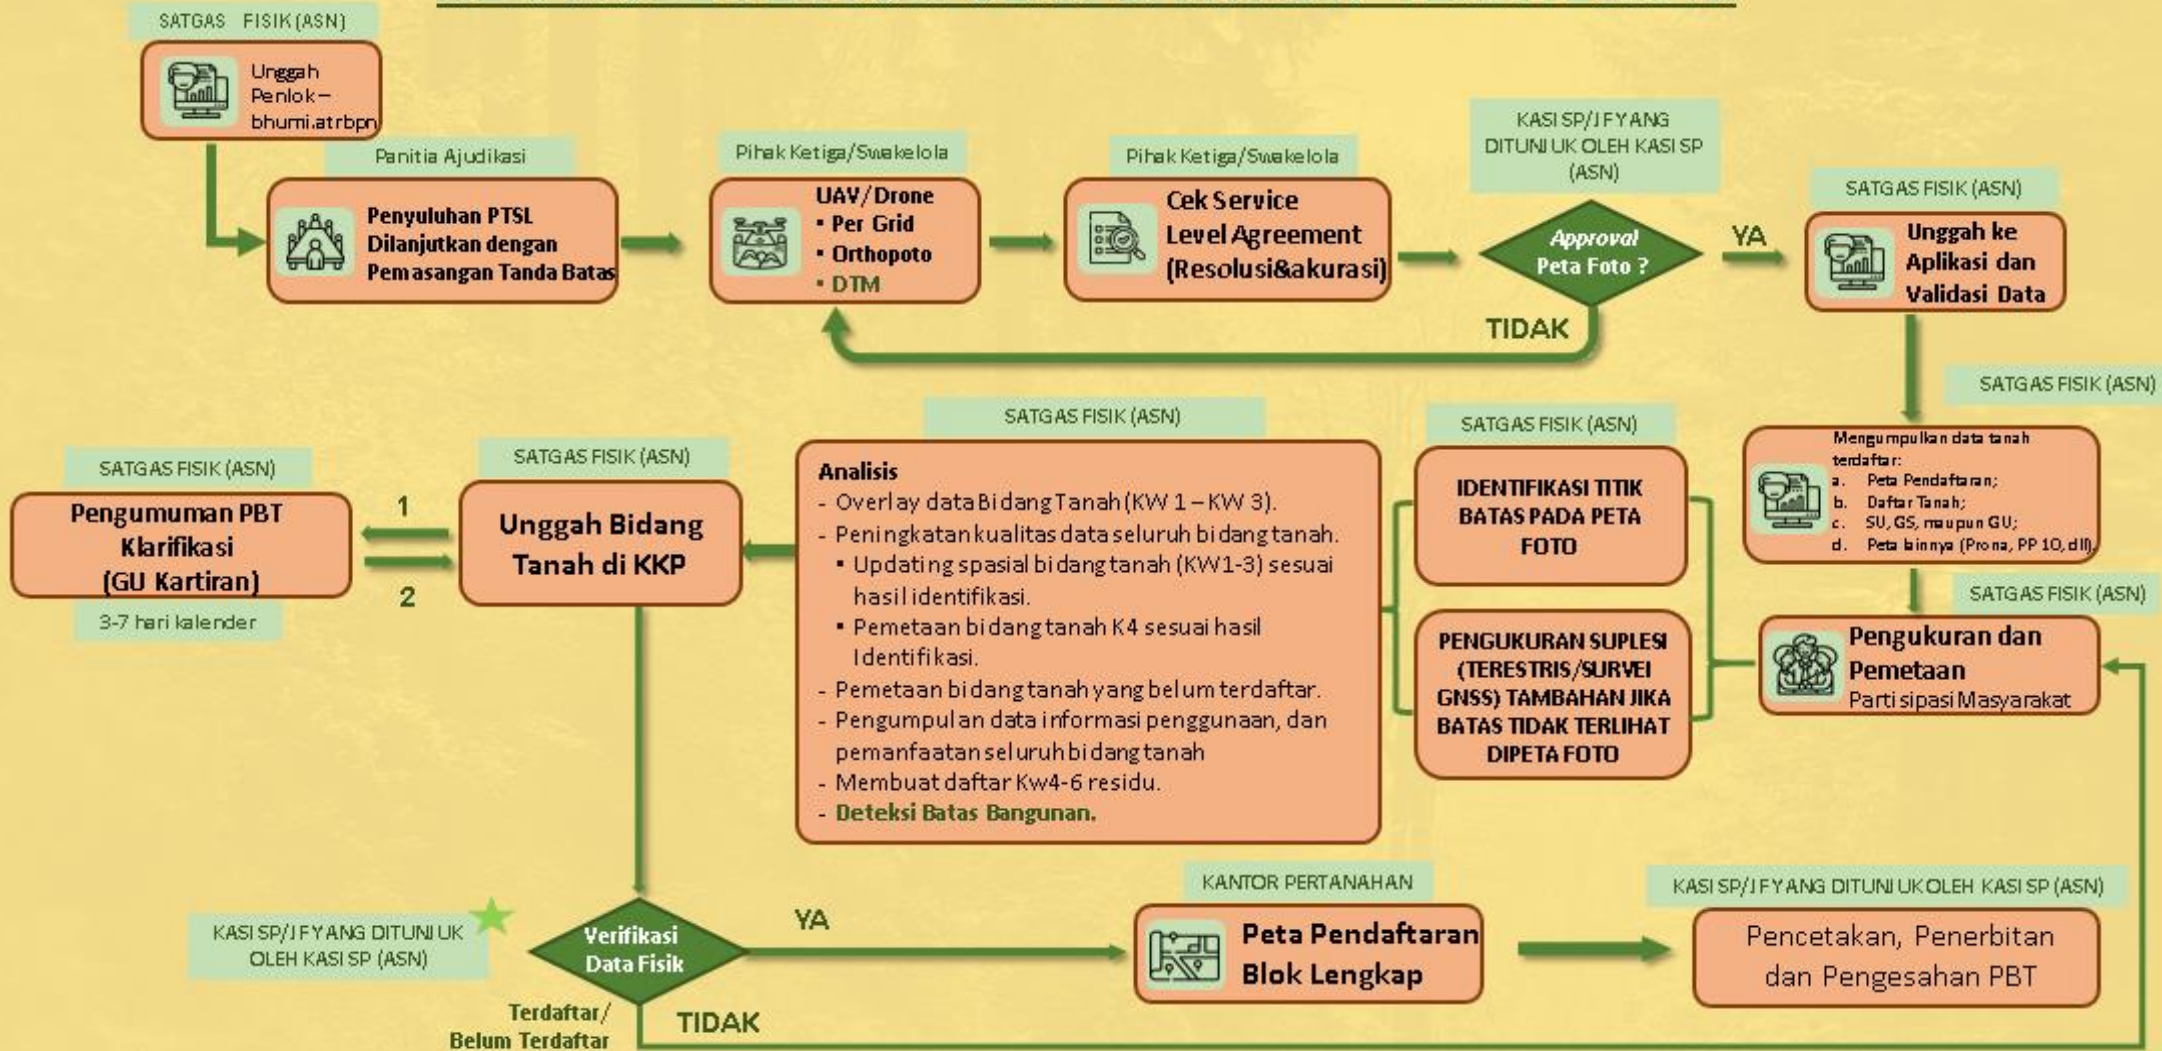 SATGAS FISIK (ASN)
Unggah
Penlok –
bhumi.atrbpn
Panitia Ajudikasi
Penyuluhan PTSL
Dilanjutkan dengan
Pemasangan Tanda Batas
Pihak Ketiga/Swakelola
UAV/Drone
▪ Per Grid
▪ Orthopoto
▪ DTM
Pihak Ketiga/Swakelola
Cek Service
Level Agreement
(Resolusi&akurasi)
KASI SP/JF YANG
DITUNJUK OLEH KASI SP
(ASN)
Approval
Peta Foto ?
YA
TIDAK
SATGAS FISIK (ASN)
Unggah ke
Aplikasi dan
Validasi Data
SATGAS FISIK (ASN)
Mengumpulkan data tanah
terdaftar:
a. Peta Pendaftaran;
b. Daftar Tanah;
c. SU, GS, maupun GU;
d. Peta lainnya (Prona, PP 10, dll).
SATGAS FISIK (ASN)
Pengukuran dan
Pemetaan
Partisipasi Masyarakat
SATGAS FISIK (ASN)
IDENTIFIKASI TITIK
BATAS PADA PETA
FOTO
PENGUKURAN SUPLESI
(TERESTRIS/SURVEI
GNSS) TAMBAHAN JIKA
BATAS TIDAK TERLIHAT
DIPETA FOTO
SATGAS FISIK (ASN)
Analisis
- Overlay data Bidang Tanah (KW 1 – KW 3).
- Peningkatan kualitas data seluruh bidang tanah.
▪ Updating spasial bidang tanah (KW1-3) sesuai
hasil identifikasi.
▪ Pemetaan bidang tanah K4 sesuai hasil
Identifikasi.
- Pemetaan bidang tanah yang belum terdaftar.
- Pengumpulan data informasi penggunaan, dan
pemanfaatan seluruh bidang tanah
- Membuat daftar Kw4-6 residu.
- Deteksi Batas Bangunan.
SATGAS FISIK (ASN)
Unggah Bidang
Tanah di KKP
1
2
SATGAS FISIK (ASN)
Pengumuman PBT
Klarifikasi
(GU Kartiran)
3-7 hari kalender
KASI SP/JF YANG DITUNJUK
OLEH KASI SP (ASN)
Verifikasi
Data Fisik
YA
Terdaftar/
Belum Terdaftar
TIDAK
KANTOR PERTANAHAN
Peta Pendaftaran
Blok Lengkap
KASI SP/JF YANG DITUNJUK OLEH KASI SP (ASN)
Pencetakan, Penerbitan
dan Pengesahan PBT